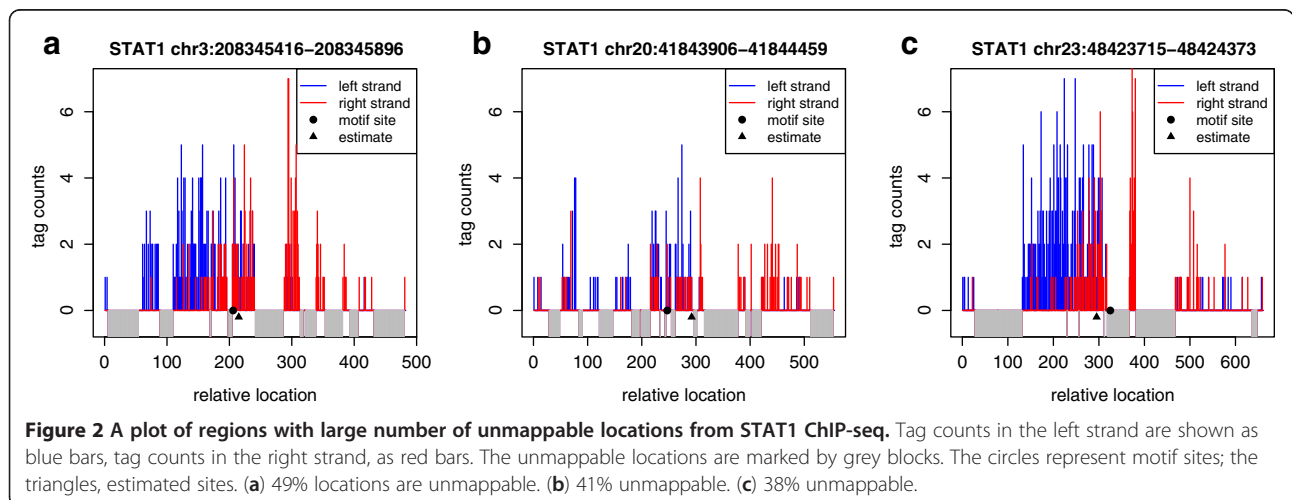 a
STAT1 chr3:208345416−208345896
left strand
right strand
motif site
estimate
tag counts
0
2
4
6
0
100
200
300
400
500
relative location
b
STAT1 chr20:41843906−41844459
left strand
right strand
motif site
estimate
tag counts
0
2
4
6
0
100
200
300
400
500
relative location
c
STAT1 chr23:48423715−48424373
left strand
right strand
motif site
estimate
tag counts
0
2
4
6
0
100
200
300
400
500
600
relative location
Figure 2 A plot of regions with large number of unmappable locations from STAT1 ChIP-seq. Tag counts in the left strand are shown as
blue bars, tag counts in the right strand, as red bars. The unmappable locations are marked by grey blocks. The circles represent motif sites; the
triangles, estimated sites. (a) 49% locations are unmappable. (b) 41% unmappable. (c) 38% unmappable.